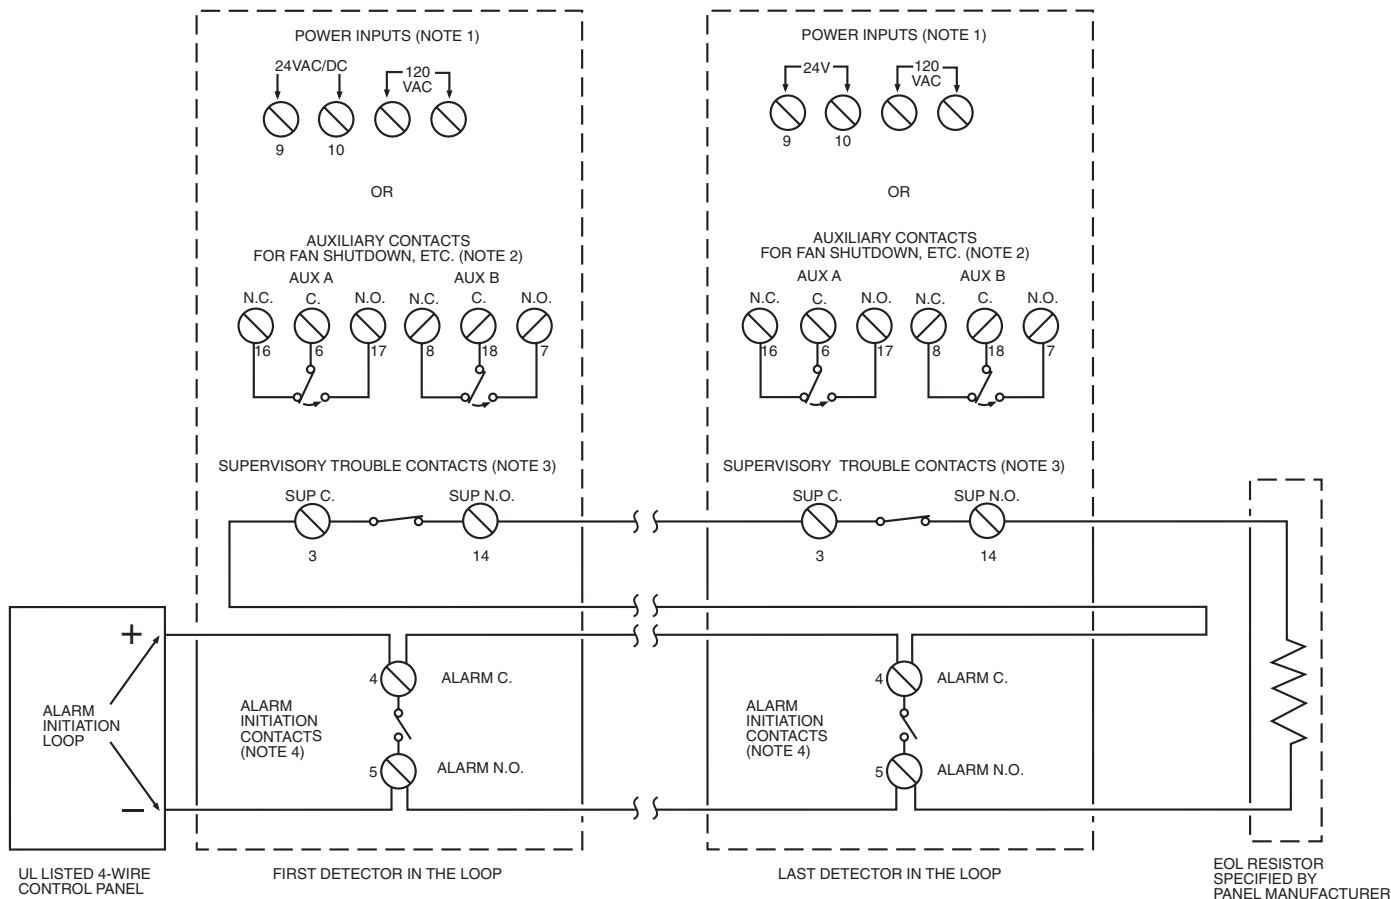 POWER INPUTS (NOTE 1)
24VAC/DC
120
VAC
9
10
OR
AUXILIARY CONTACTS
FOR FAN SHUTDOWN, ETC. (NOTE 2)
AUX A
AUX B
N.C.
C.
N.O.
N.C.
C.
N.O.
16
6
17
8
18
7
SUPERVISORY TROUBLE CONTACTS (NOTE 3)
SUP C.
SUP N.O.
3
14
4
ALARM C.
ALARM
INITIATION
CONTACTS
(NOTE 4)
5
ALARM N.O.
FIRST DETECTOR IN THE LOOP
POWER INPUTS (NOTE 1)
24V
120
VAC
9
10
OR
AUXILIARY CONTACTS
FOR FAN SHUTDOWN, ETC. (NOTE 2)
AUX A
AUX B
N.C.
C.
N.O.
N.C.
C.
N.O.
16
6
17
8
18
7
SUPERVISORY TROUBLE CONTACTS (NOTE 3)
SUP C.
SUP N.O.
3
14
4
ALARM C.
ALARM
INITIATION
CONTACTS
(NOTE 4)
5
ALARM N.O.
LAST DETECTOR IN THE LOOP
+
ALARM
INITIATION
LOOP
−
UL LISTED 4-WIRE
CONTROL PANEL
EOL RESISTOR
SPECIFIED BY
PANEL MANUFACTURER